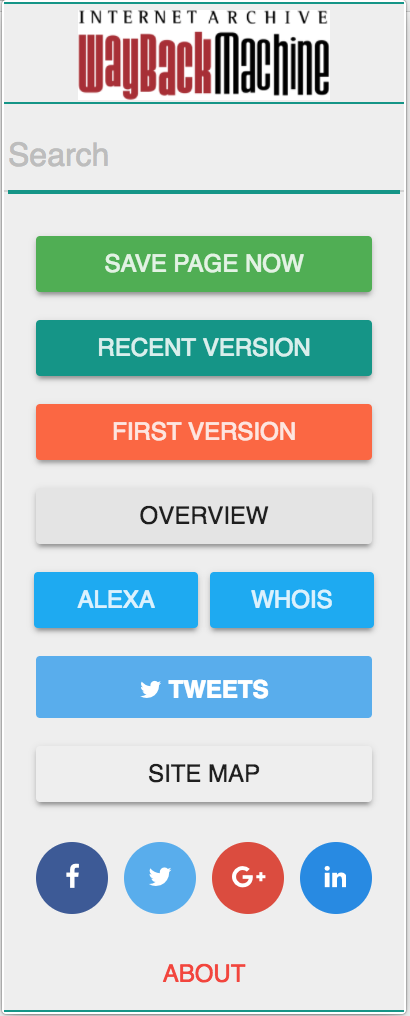 INTERNET ARCHIVE
WayBackMachine
Search
SAVE PAGE NOW
RECENT VERSION
FIRST VERSION
OVERVIEW
ALEXA WHOIS
TWEETS
SITE MAP
f G+ in
ABOUT